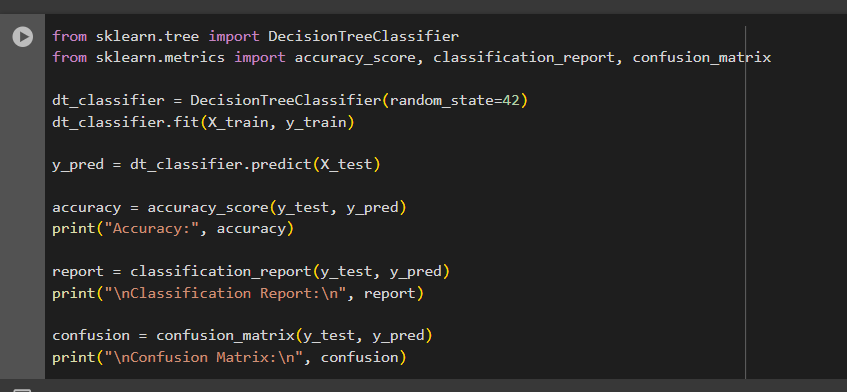 from sklearn.tree import DecisionTreeClassifier
from sklearn.metrics import accuracy_score, classification_report, confusion_matrix
dt_classifier = DecisionTreeClassifier(random_state=42)
dt_classifier.fit(X_train, y_train)
y_pred = dt_classifier.predict(X_test)
accuracy = accuracy_score(y_test, y_pred)
print("Accuracy:", accuracy)
report = classification_report(y_test, y_pred)
print("\nClassification Report:\n", report)
confusion = confusion_matrix(y_test, y_pred)
print("\nConfusion Matrix:\n", confusion)